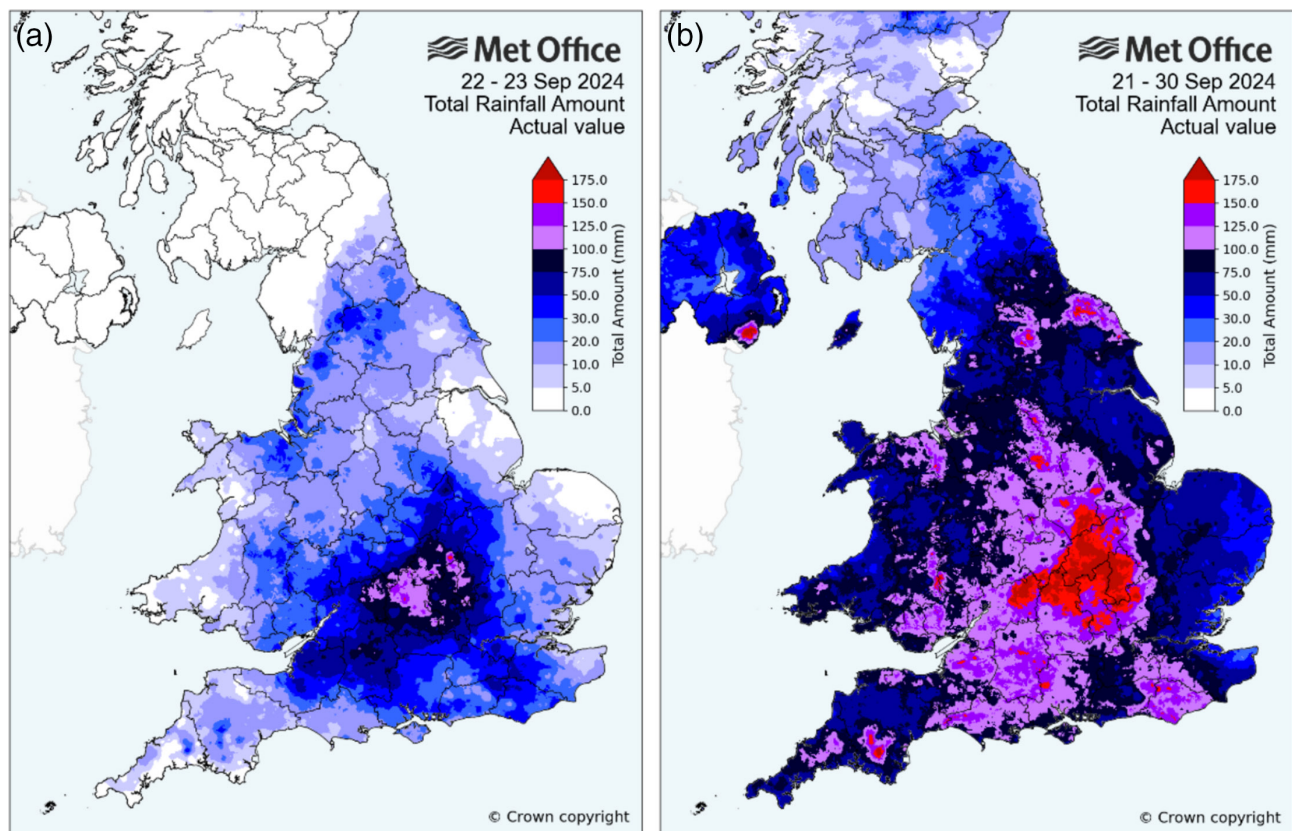 (a)
Met Office
22 - 23 Sep 2024
Total Rainfall Amount
Actual value
175.0
150.0
125.0
100.0
75.0
50.0
30.0
20.0
10.0
5.0
0.0
Total Amount (mm)
© Crown copyright
(b)
Met Office
21 - 30 Sep 2024
Total Rainfall Amount
Actual value
175.0
150.0
125.0
100.0
75.0
50.0
30.0
20.0
10.0
5.0
0.0
Total Amount (mm)
© Crown copyright